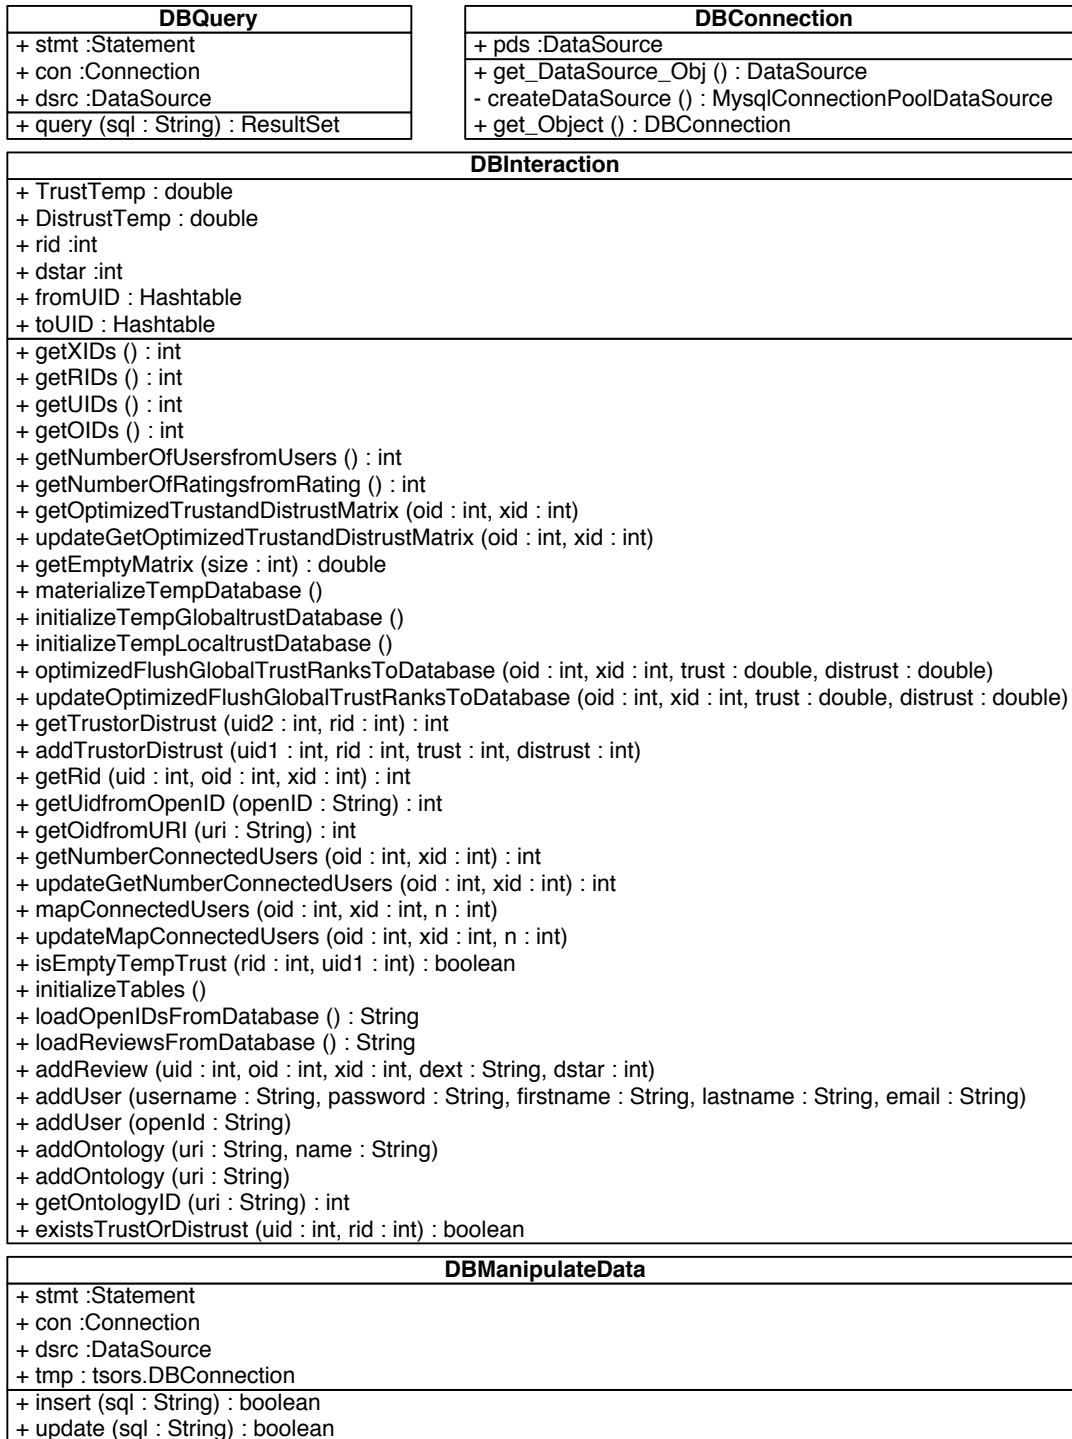 DBQuery
+ stmt :Statement
+ con :Connection
+ dsrc :DataSource
+ query (sql : String) : ResultSet
DBConnection
+ pds :DataSource
+ get_DataSource_Obj () : DataSource
- createDataSource () : MysqlConnectionPoolDataSource
+ get_Object () : DBConnection
DBInteraction
+ TrustTemp : double
+ DistrustTemp : double
+ rid :int
+ dstar :int
+ fromUID : Hashtable
+ toUID : Hashtable
+ getXIDs () : int
+ getRIDs () : int
+ getUIDs () : int
+ getOIDs () : int
+ getNumberOfUsersfromUsers () : int
+ getNumberOfRatingsfromRating () : int
+ getOptimizedTrustandDistrustMatrix (oid : int, xid : int)
+ updateGetOptimizedTrustandDistrustMatrix (oid : int, xid : int)
+ getEmptyMatrix (size : int) : double
+ materializeTempDatabase ()
+ initializeTempGlobaltrustDatabase ()
+ initializeTempLocaltrustDatabase ()
+ optimizedFlushGlobalTrustRanksToDatabase (oid : int, xid : int, trust : double, distrust : double)
+ updateOptimizedFlushGlobalTrustRanksToDatabase (oid : int, xid : int, trust : double, distrust : double)
+ getTrustorDistrust (uid2 : int, rid : int) : int
+ addTrustorDistrust (uid1 : int, rid : int, trust : int, distrust : int)
+ getRid (uid : int, oid : int, xid : int) : int
+ getUidfromOpenID (openID : String) : int
+ getOidfromURI (uri : String) : int
+ getNumberConnectedUsers (oid : int, xid : int) : int
+ updateGetNumberConnectedUsers (oid : int, xid : int) : int
+ mapConnectedUsers (oid : int, xid : int, n : int)
+ updateMapConnectedUsers (oid : int, xid : int, n : int)
+ isEmptyTempTrust (rid : int, uid1 : int) : boolean
+ initializeTables ()
+ loadOpenIDsFromDatabase () : String
+ loadReviewsFromDatabase () : String
+ addReview (uid : int, oid : int, xid : int, dext : String, dstar : int)
+ addUser (username : String, password : String, firstname : String, lastname : String, email : String)
+ addUser (openId : String)
+ addOntology (uri : String, name : String)
+ addOntology (uri : String)
+ getOntologyID (uri : String) : int
+ existsTrustOrDistrust (uid : int, rid : int) : boolean
DBManipulateData
+ stmt :Statement
+ con :Connection
+ dsrc :DataSource
+ tmp : tsors.DBConnection
+ insert (sql : String) : boolean
+ update (sql : String) : boolean